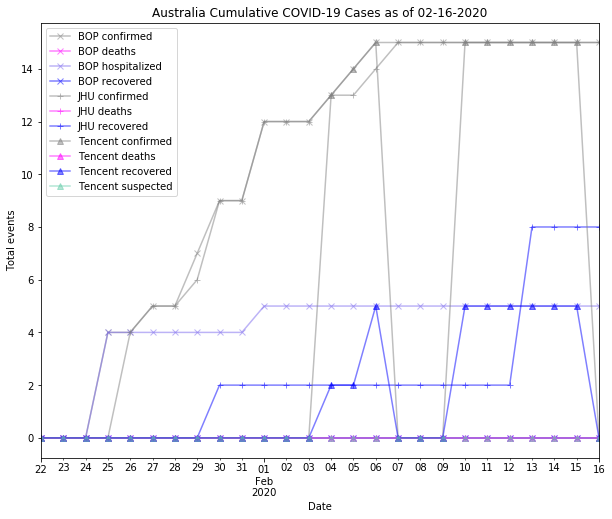 Australia Cumulative COVID-19 Cases as of 02-16-2020
BOP confirmed
BOP deaths
BOP hospitalized
BOP recovered
JHU confirmed
JHU deaths
JHU recovered
Tencent confirmed
Tencent deaths
Tencent recovered
Tencent suspected
14
12
10
8
6
4
2
0
Total events
22 23 24 25 26 27 28 29 30 31 01 02 03 04 05 06 07 08 09 10 11 12 13 14 15 16
Feb
2020
Date